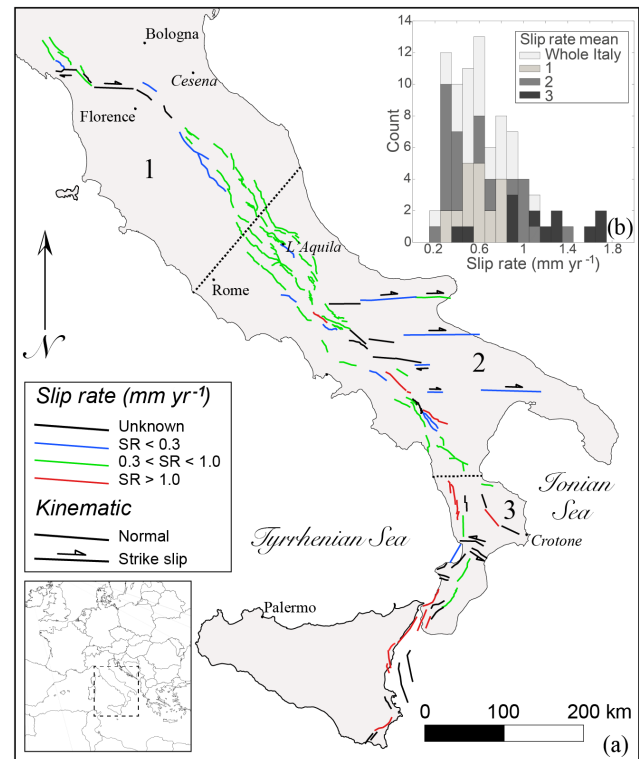 Bologna
Cesena
Florence
1
L'Aquila
Rome
N
2
3
Ionian
Sea
Crotone
Tyrrhenian Sea
Palermo
Slip rate (mm yr-1)
Unknown
SR < 0.3
0.3 < SR < 1.0
SR > 1.0
Kinematic
Normal
Strike slip
0 100 200 km
(a)
14
12
10
8
6
4
2
0
Count
Slip rate mean
Whole Italy
1
2
3
0.2 0.6 1.0 1.4 1.8
Slip rate (mm yr-1)
(b)